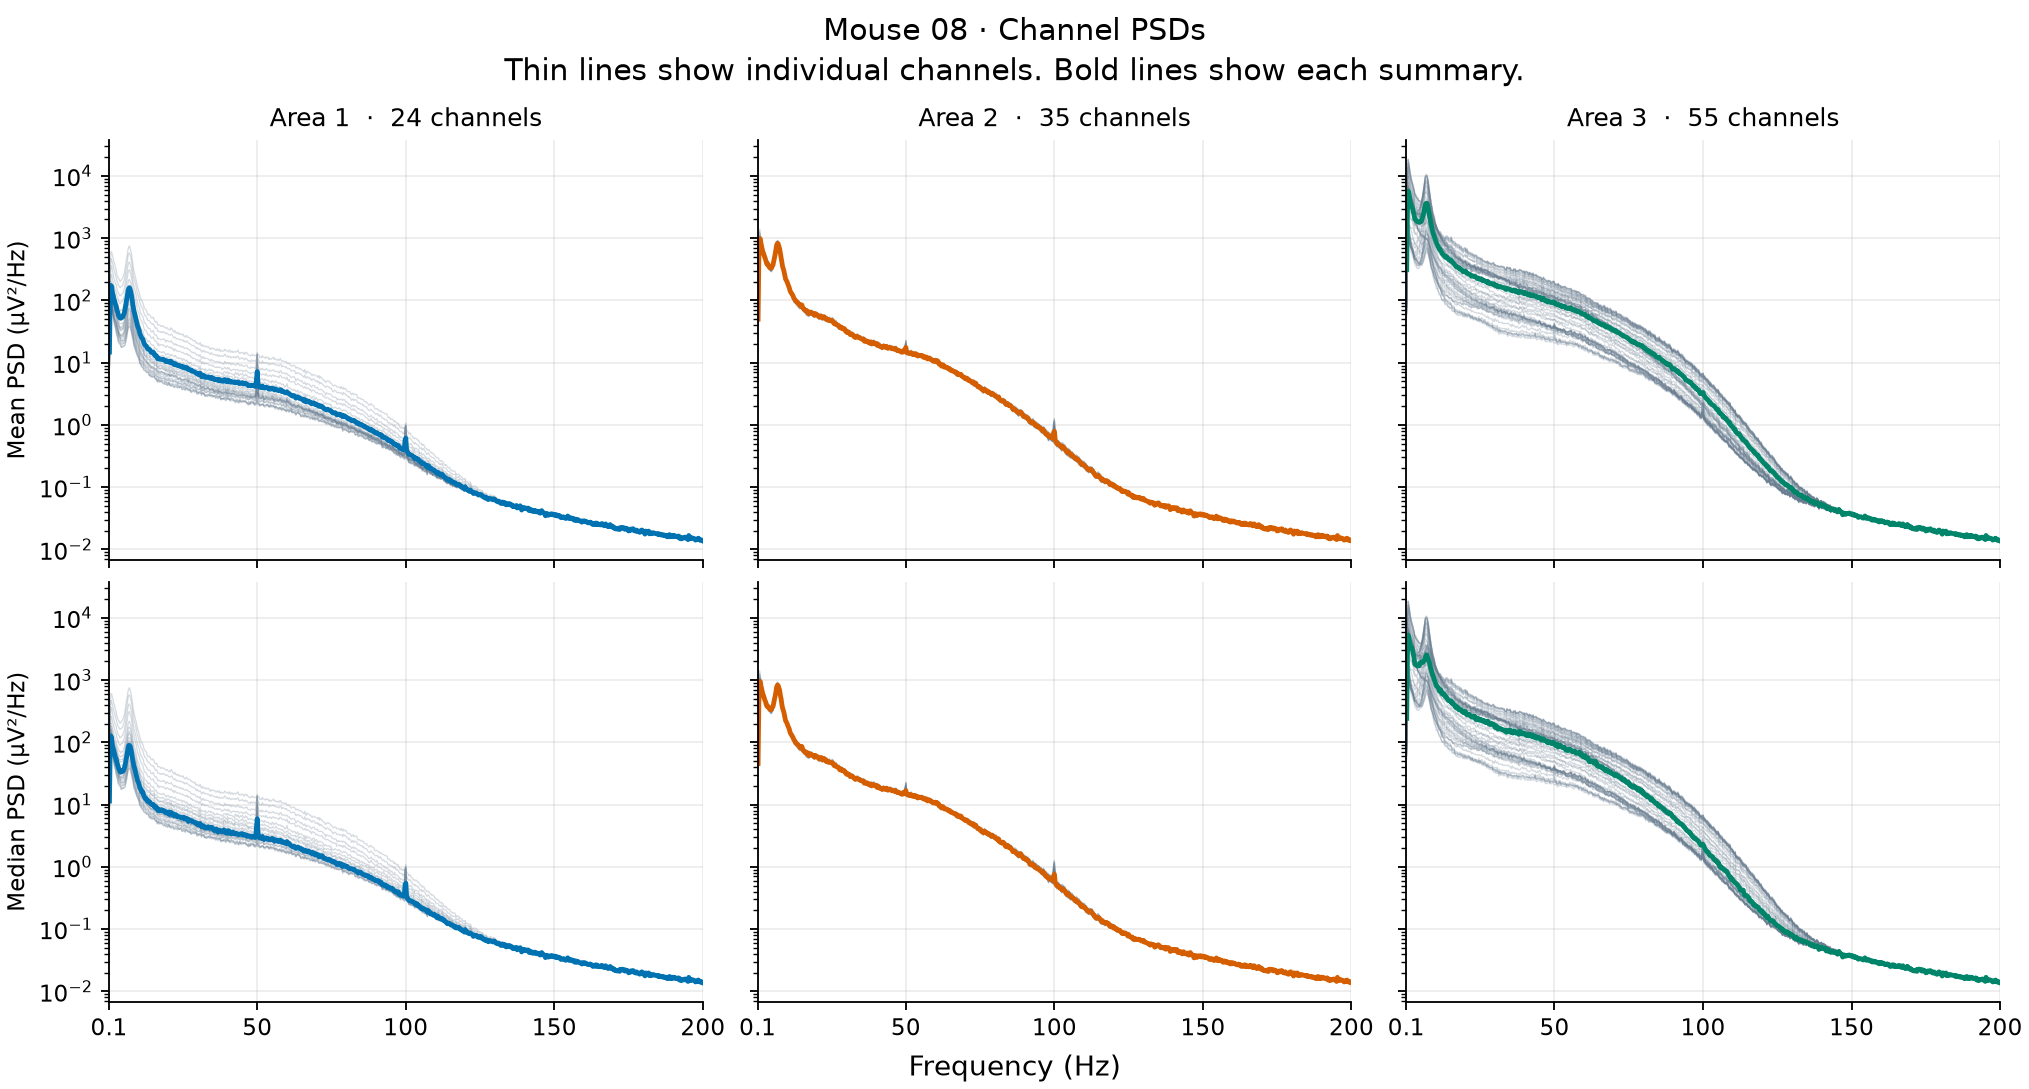 Mouse 08 · Channel PSDs
Thin lines show individual channels. Bold lines show each summary.
Area 1 · 24 channels
Area 2 · 35 channels
Area 3 · 55 channels
Mean PSD (µV²/Hz)
10⁴
10³
10²
10¹
10⁰
10⁻¹
10⁻²
Median PSD (µV²/Hz)
10⁴
10³
10²
10¹
10⁰
10⁻¹
10⁻²
0.1 50 100 150 200
0.1 50 100 150 200
0.1 50 100 150 200
Frequency (Hz)